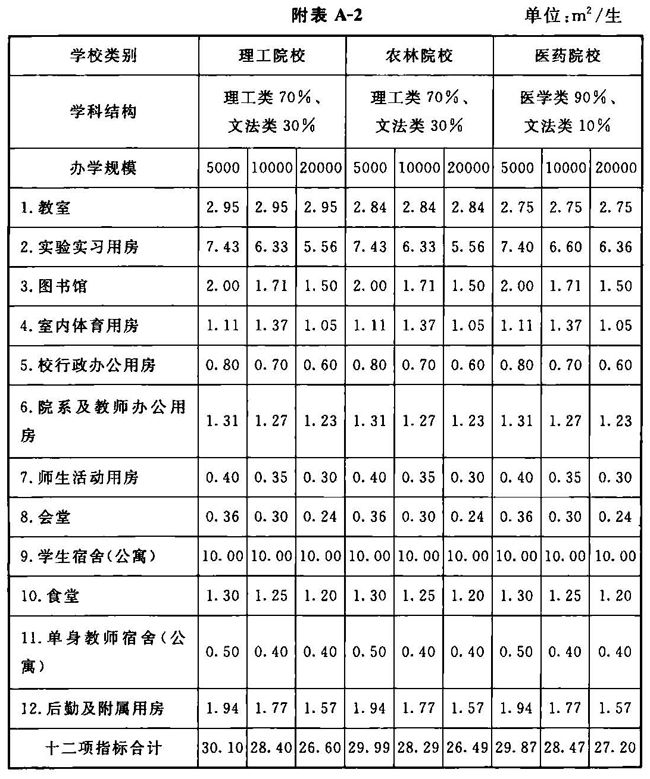 附表 A-2 单位:m²/生
学校类别 理工院校 农林院校 医药院校
学科结构 理工类70%、 理工类70%、 医学类90%、
文法类30% 文法类30% 文法类10%
办学规模 5000 10000 20000 5000 10000 20000 5000 10000 20000
1.教室 2.95 2.95 2.95 2.84 2.84 2.84 2.75 2.75 2.75
2.实验实习用房 7.43 6.33 5.56 7.43 6.33 5.56 7.40 6.60 6.36
3.图书馆 2.00 1.71 1.50 2.00 1.71 1.50 2.00 1.71 1.50
4.室内体育用房 1.11 1.37 1.05 1.11 1.37 1.05 1.11 1.37 1.05
5.校行政办公用房 0.80 0.70 0.60 0.80 0.70 0.60 0.80 0.70 0.60
6.院系及教师办公用
房 1.31 1.27 1.23 1.31 1.27 1.23 1.31 1.27 1.23
7.师生活动用房 0.40 0.35 0.30 0.40 0.35 0.30 0.40 0.35 0.30
8.会堂 0.36 0.30 0.24 0.36 0.30 0.24 0.36 0.30 0.24
9.学生宿舍(公寓) 10.00 10.00 10.00 10.00 10.00 10.00 10.00 10.00 10.00
10.食堂 1.30 1.25 1.20 1.30 1.25 1.20 1.30 1.25 1.20
11.单身教师宿舍(公
寓) 0.50 0.40 0.40 0.50 0.40 0.40 0.50 0.40 0.40
12.后勤及附属用房 1.94 1.77 1.57 1.94 1.77 1.57 1.94 1.77 1.57
十二项指标合计 30.10 28.40 26.60 29.99 28.29 26.49 29.87 28.47 27.20